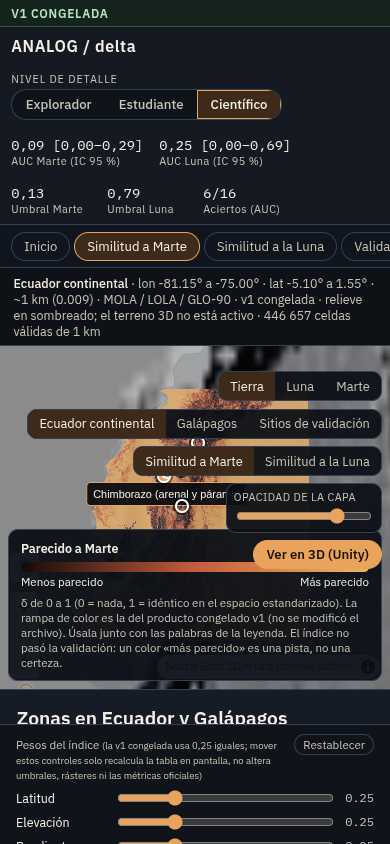 V1 CONGELADA
ANALOG / delta
NIVEL DE DETALLE
Explorador Estudiante Científico
0,09 [0,00–0,29] 0,25 [0,00–0,69]
AUC Marte (IC 95 %) AUC Luna (IC 95 %)
0,13 0,79 6/16
Umbral Marte Umbral Luna Aciertos (AUC)
Inicio Similitud a Marte Similitud a la Luna Valida
Ecuador continental · lon -81.15° a -75.00° · lat -5.10° a 1.55° ·
~1 km (0.009) · MOLA / LOLA / GLO-90 · v1 congelada · relieve
en sombreado; el terreno 3D no está activo · 446 657 celdas
válidas de 1 km
Tierra Luna Marte
Ecuador continental Galápagos Sitios de validación
Similitud a Marte Similitud a la Luna
Chimborazo (arenal y párar
OPACIDAD DE LA CAPA
Parecido a Marte
Ver en 3D (Unity)
Menos parecido Más parecido
δ de 0 a 1 (0 = nada, 1 = idéntico en el espacio estandarizado). La
rampa de color es la del producto congelado v1 (no se modificó el
archivo). Úsala junto con las palabras de la leyenda. El índice no
pasó la validación: un color «más parecido» es una pista, no una
certeza.
Natural Earth 110m land (dominio público)
Zonas en Ecuador y Galápagos
Pesos del índice (la v1 congelada usa 0,25 iguales; mover
estos controles solo recalcula la tabla en pantalla, no altera
umbrales, rásteres ni las métricas oficiales)
Restablecer
Latitud 0.25
Elevación 0.25